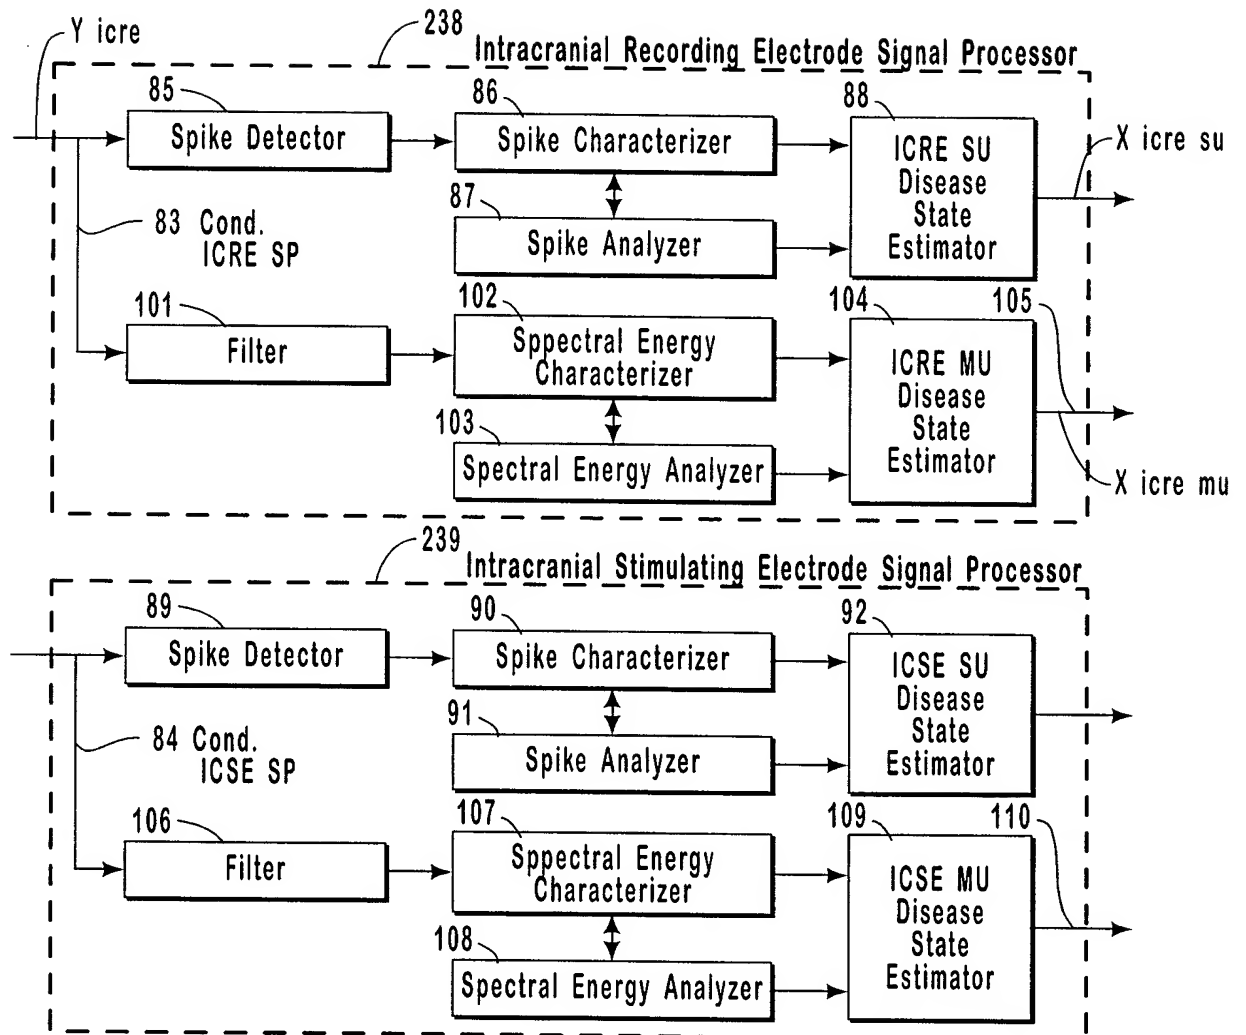 Y icre
238
Intracranial Recording Electrode Signal Processor
85
Spike Detector
86
Spike Characterizer
88
ICRE SU
Disease
State
Estimator
X icre su
83 Cond.
ICRE SP
87
Spike Analyzer
101
Filter
102
Sppectral Energy
Characterizer
104
105
ICRE MU
Disease
State
Estimator
103
Spectral Energy Analyzer
X icre mu
239
Intracranial Stimulating Electrode Signal Processor
89
Spike Detector
90
Spike Characterizer
92
ICSE SU
Disease
State
Estimator
84 Cond.
ICSE SP
91
Spike Analyzer
106
Filter
107
Sppectral Energy
Characterizer
109
110
ICSE MU
Disease
State
Estimator
108
Spectral Energy Analyzer